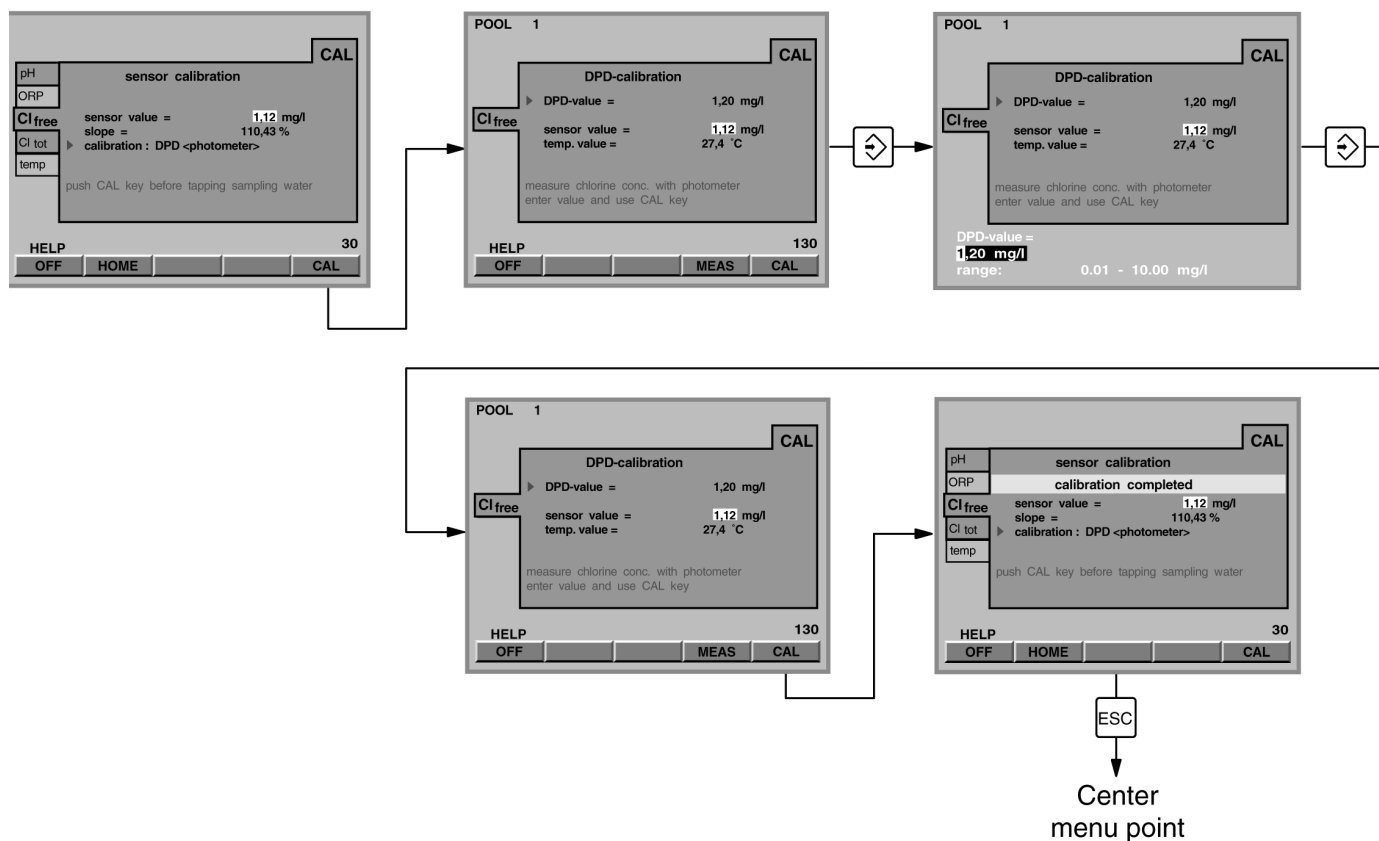 CAL
pH
ORP
Cl free
Cl tot
temp
sensor calibration
sensor value = 1,12 mg/l
slope = 110,43 %
calibration : DPD <photometer>
push CAL key before tapping sampling water
HELP 30
OFF HOME CAL
POOL 1
CAL
DPD-calibration
DPD-value = 1,20 mg/l
Cl free
sensor value = 1,12 mg/l
temp. value = 27,4 °C
measure chlorine conc. with photometer
enter value and use CAL key
HELP 130
OFF MEAS CAL
POOL 1
CAL
DPD-calibration
DPD-value = 1,20 mg/l
Cl free
sensor value = 1,12 mg/l
temp. value = 27,4 °C
measure chlorine conc. with photometer
enter value and use CAL key
DPD-value =
1,20 mg/l
range: 0.01 - 10.00 mg/l
POOL 1
CAL
DPD-calibration
DPD-value = 1,20 mg/l
Cl free
sensor value = 1,12 mg/l
temp. value = 27,4 °C
measure chlorine conc. with photometer
enter value and use CAL key
HELP 130
OFF MEAS CAL
CAL
pH
ORP
Cl free
Cl tot
temp
sensor calibration
calibration completed
sensor value = 1,12 mg/l
slope = 110,43 %
calibration : DPD <photometer>
push CAL key before tapping sampling water
HELP 30
OFF HOME CAL
ESC
Center
menu point